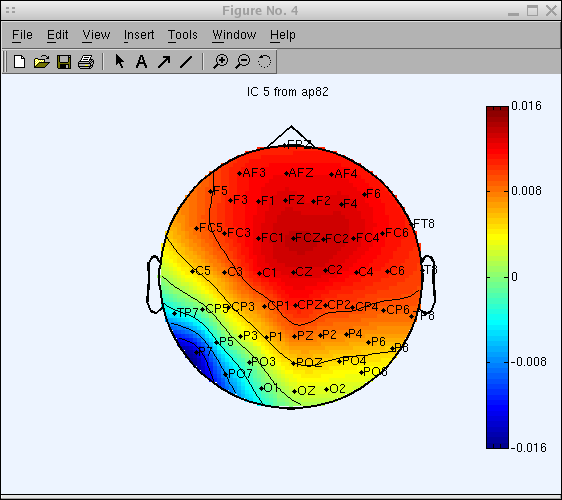 Figure No. 4
File Edit View Insert Tools Window Help
IC 5 from ap82
FPZ
AF3 AFZ AF4
F5 F3 F1 FZ F2 F4 F6
FC5 FC3 FC1 FCZ FC2 FC4 FC6 FT8
C5 C3 C1 CZ C2 C4 C6 T8
TP7 CP5 CP3 CP1 CPZ CP2 CP4 CP6 TP8
P7 P5 P3 P1 PZ P2 P4 P6 P8
PO7 PO3 POZ PO4 PO8
O1 OZ O2
0.016
0.008
0
-0.008
-0.016